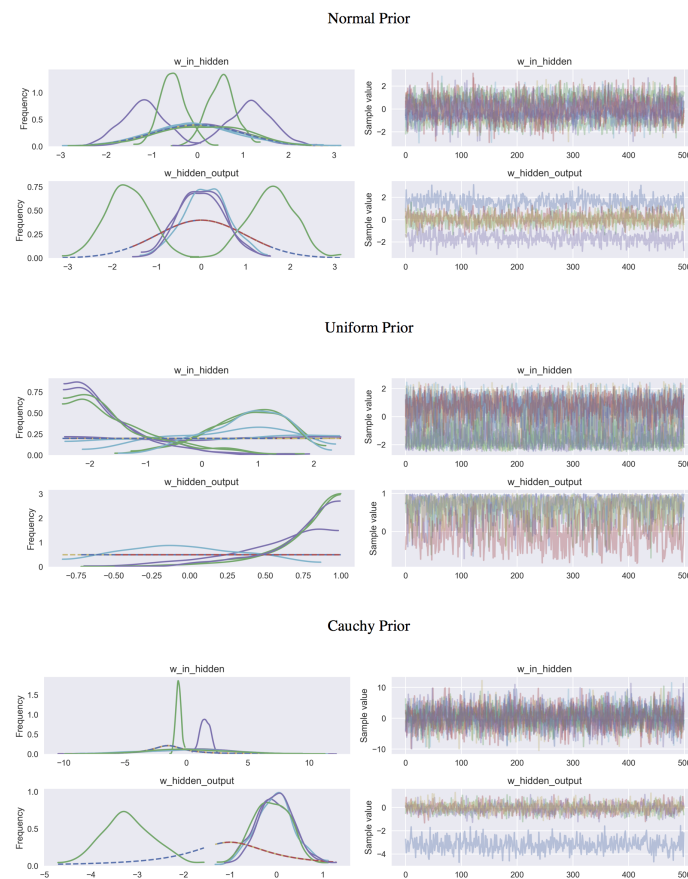 Normal Prior
w_in_hidden
w_in_hidden
Frequency
1.0
0.5
0.0
−3 −2 −1 0 1 2 3
Sample value
2
0
−2
0 100 200 300 400 500
w_hidden_output
w_hidden_output
Frequency
0.75
0.50
0.25
0.00
−3 −2 −1 0 1 2 3
Sample value
2
0
−2
0 100 200 300 400 500
Uniform Prior
w_in_hidden
w_in_hidden
Frequency
0.75
0.50
0.25
0.00
−2 −1 0 1 2
Sample value
2
0
−2
0 100 200 300 400 500
w_hidden_output
w_hidden_output
Frequency
3
2
1
0
−0.75 −0.50 −0.25 0.00 0.25 0.50 0.75 1.00
Sample value
1
0
0 100 200 300 400 500
Cauchy Prior
w_in_hidden
w_in_hidden
Frequency
1.5
1.0
0.5
0.0
−10 −5 0 5 10
Sample value
10
0
−10
0 100 200 300 400 500
w_hidden_output
w_hidden_output
Frequency
1.0
0.5
0.0
−5 −4 −3 −2 −1 0 1
Sample value
0
−2
−4
0 100 200 300 400 500